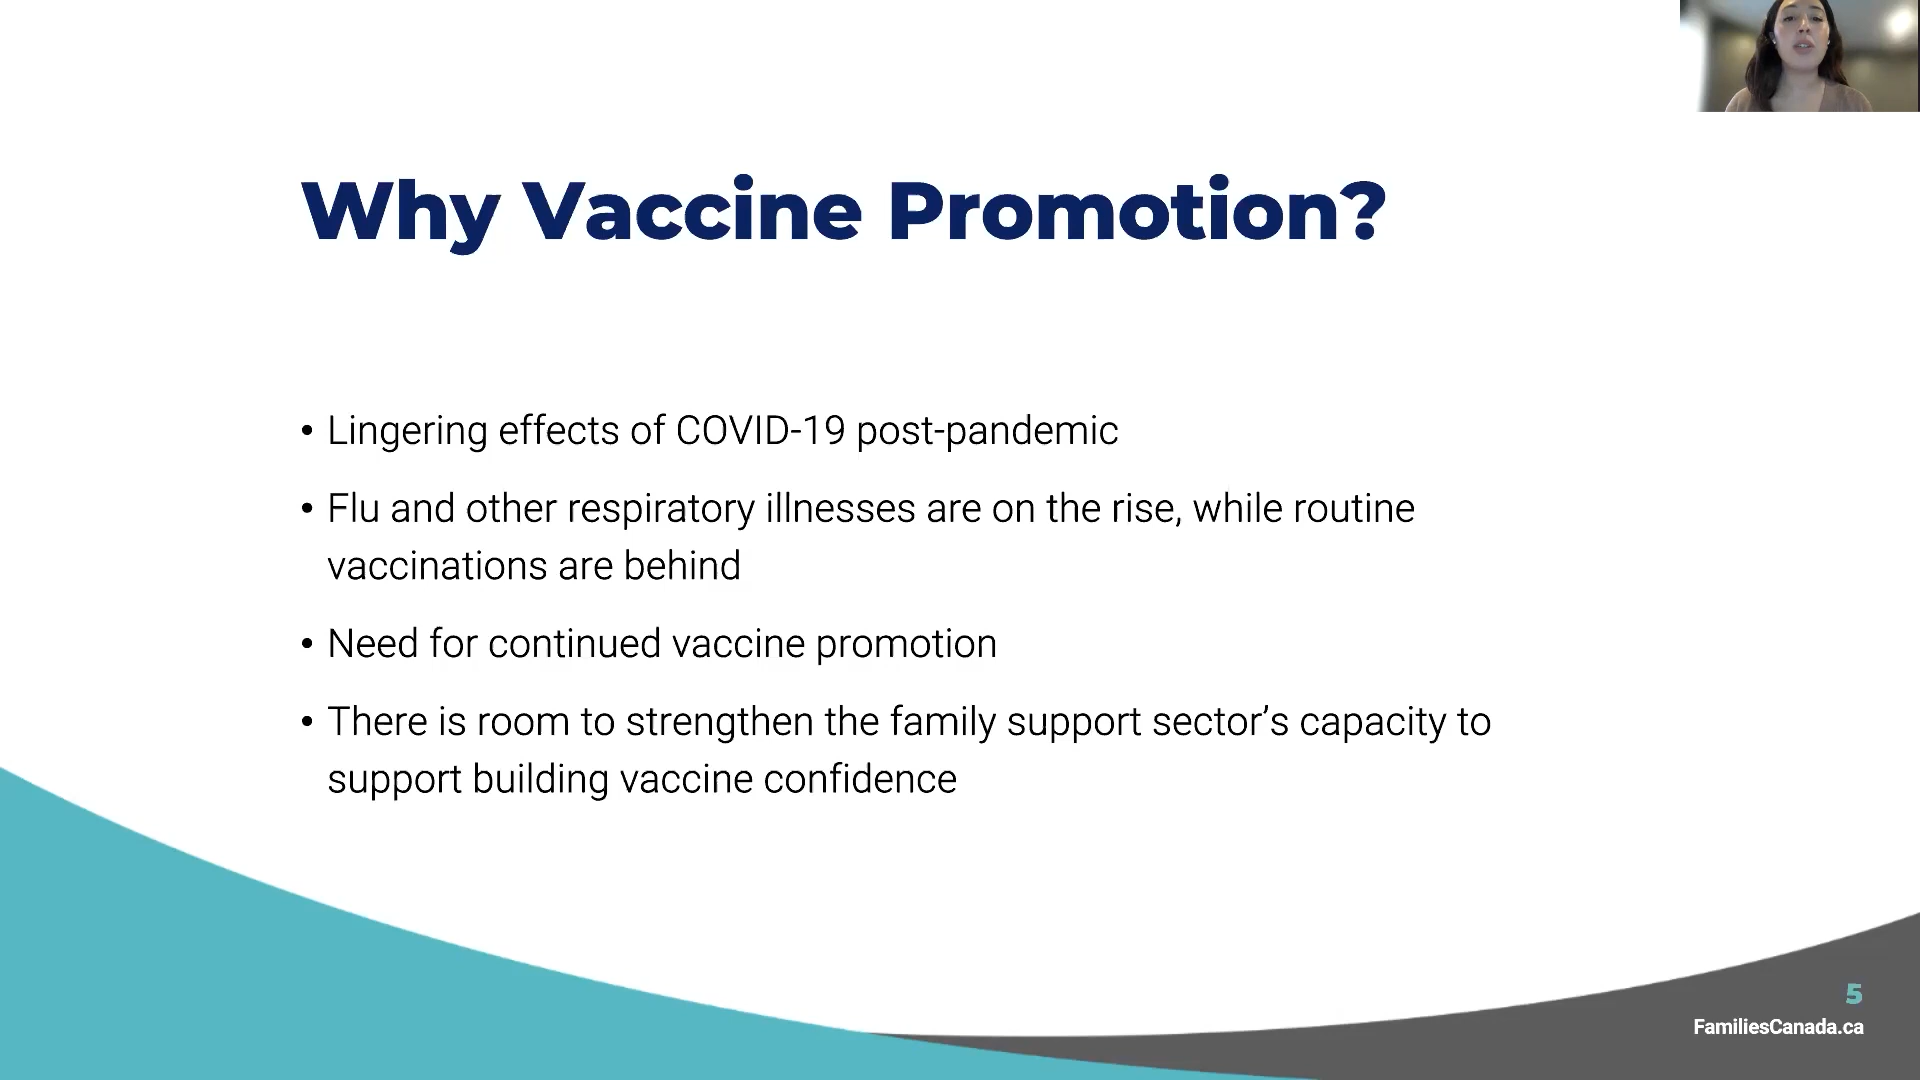 Why Vaccine Promotion?
• Lingering effects of COVID-19 post-pandemic
• Flu and other respiratory illnesses are on the rise, while routine
vaccinations are behind
• Need for continued vaccine promotion
• There is room to strengthen the family support sector’s capacity to
support building vaccine confidence
5
FamiliesCanada.ca